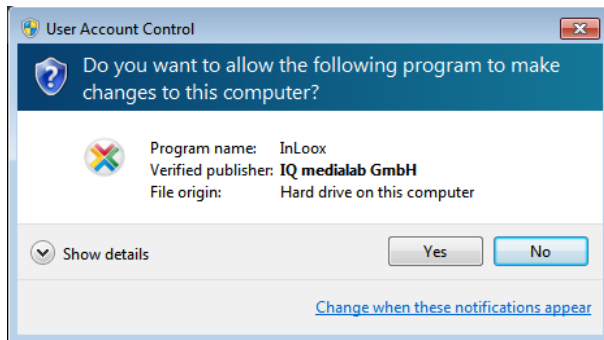 User Account Control
Do you want to allow the following program to make
changes to this computer?
Program name: InLoox
Verified publisher: IQ medialab GmbH
File origin: Hard drive on this computer
Show details
Yes
No
Change when these notifications appear